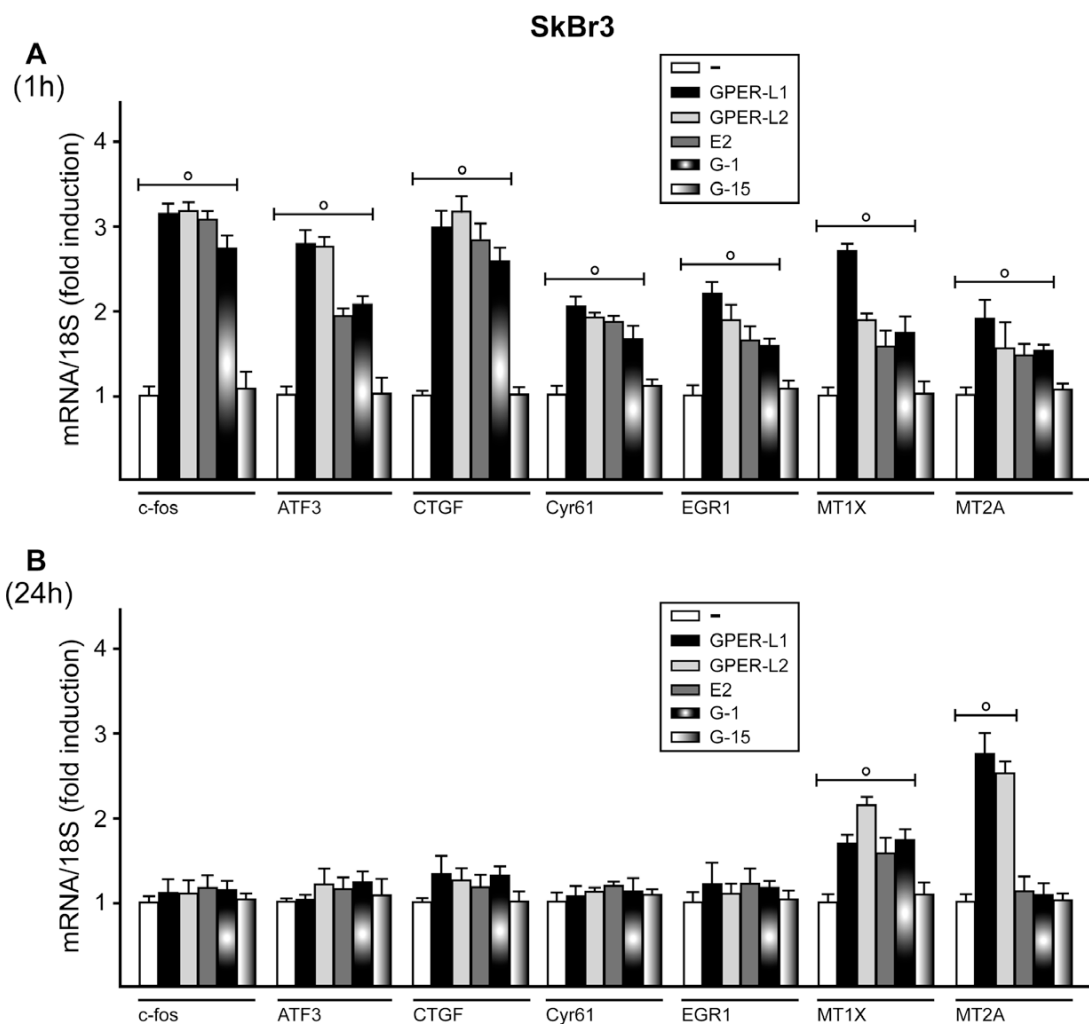 SkBr3
A
(1h)
–
GPER-L1
GPER-L2
E2
G-1
G-15
mRNA/18S (fold induction)
4
3
2
1
c-fos ATF3 CTGF Cyr61 EGR1 MT1X MT2A
B
(24h)
–
GPER-L1
GPER-L2
E2
G-1
G-15
mRNA/18S (fold induction)
4
3
2
1
c-fos ATF3 CTGF Cyr61 EGR1 MT1X MT2A